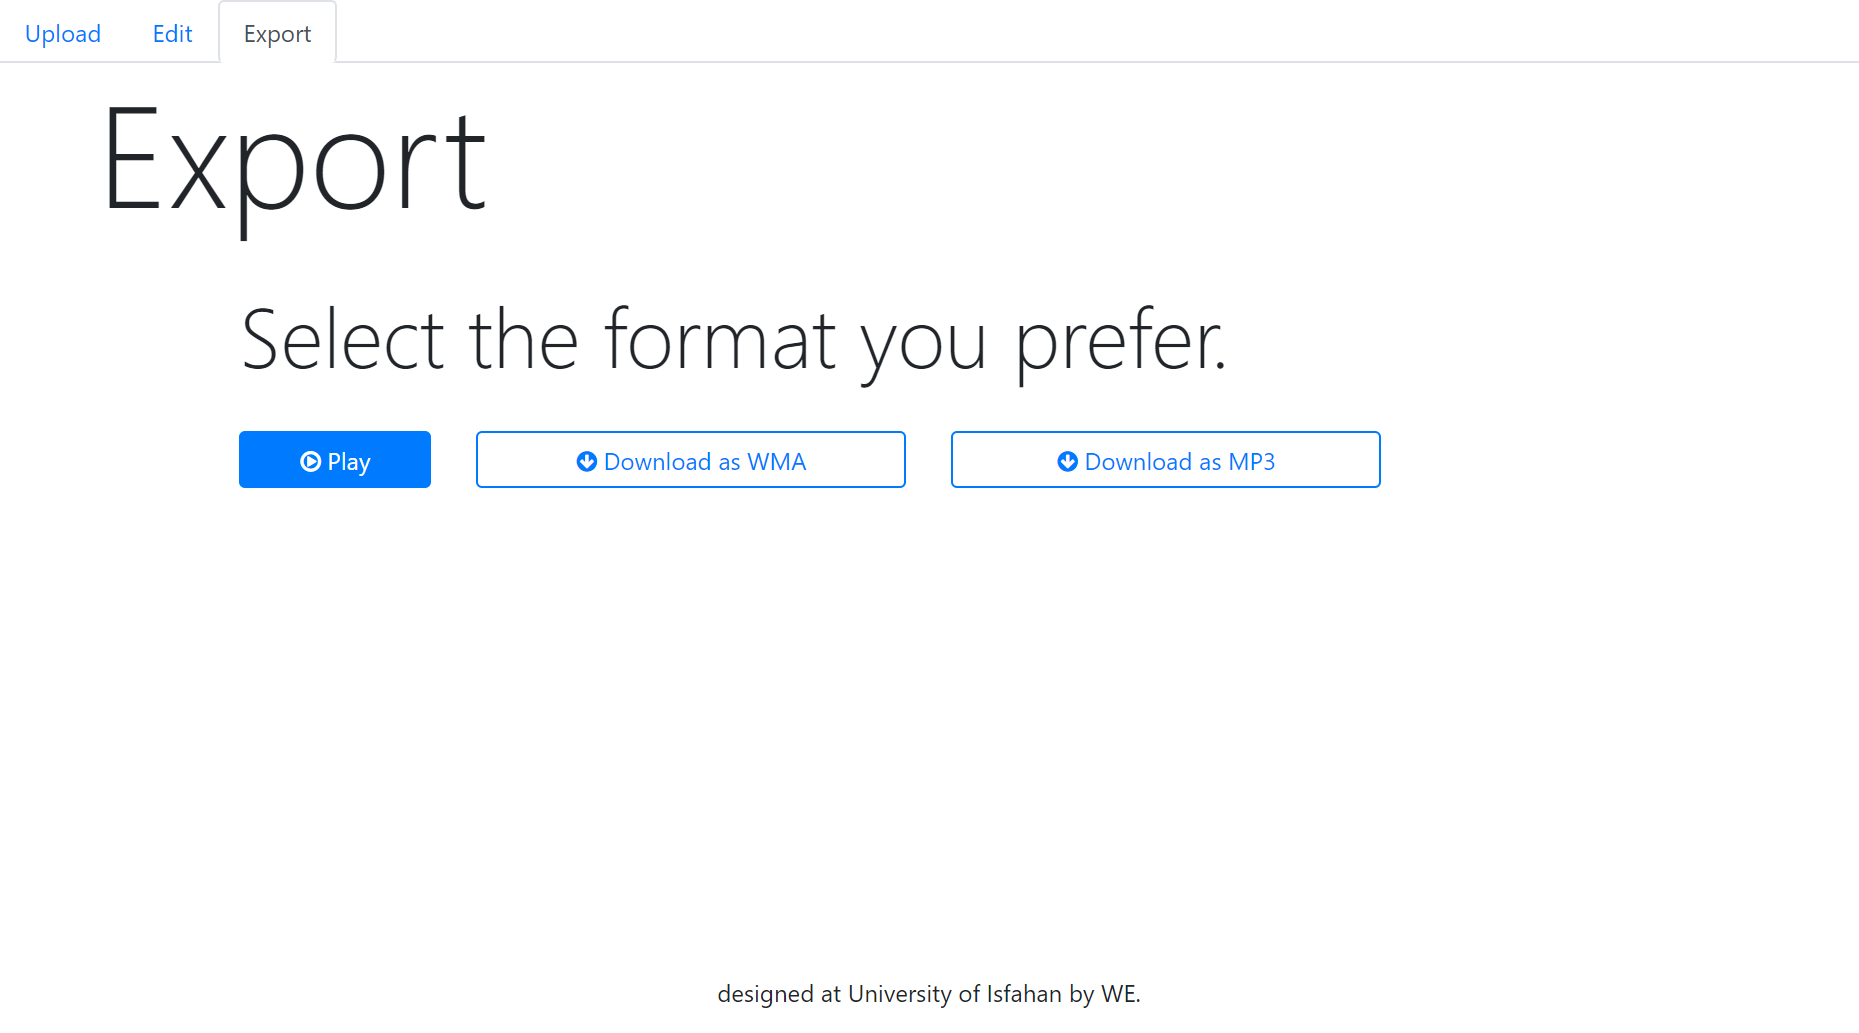 Upload Edit Export
Export
Select the format you prefer.
Play Download as WMA Download as MP3
designed at University of Isfahan by WE.